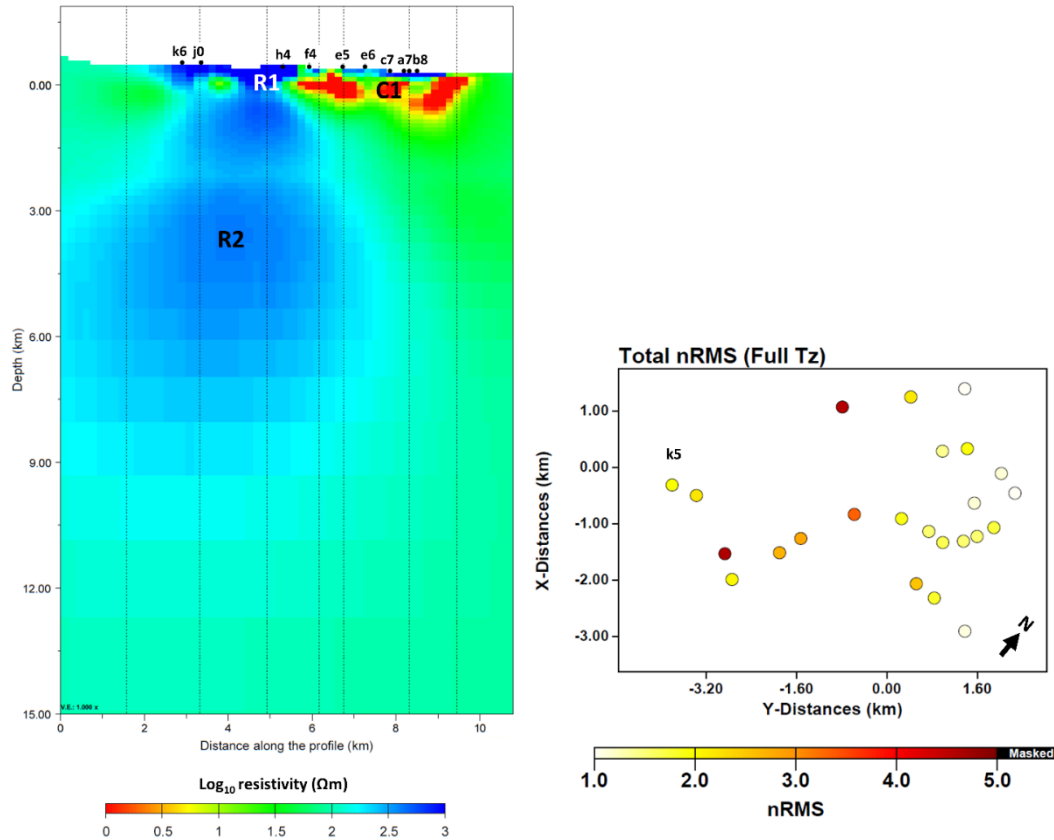 k6 j0 h4 f4 e5 e6 c7 a7 b8
R1
C1
R2
0.00
3.00
6.00
9.00
12.00
15.00
Depth (km)
V.E.: 1.000 x
0 2 4 6 8 10
Distance along the profile (km)
Log₁₀ resistivity (Ωm)
0 0.5 1 1.5 2 2.5 3
Total nRMS (Full Tz)
k5
1.00
0.00
-1.00
-2.00
-3.00
X-Distances (km)
N
-3.20 -1.60 0.00 1.60
Y-Distances (km)
Masked
1.0 2.0 3.0 4.0 5.0
nRMS